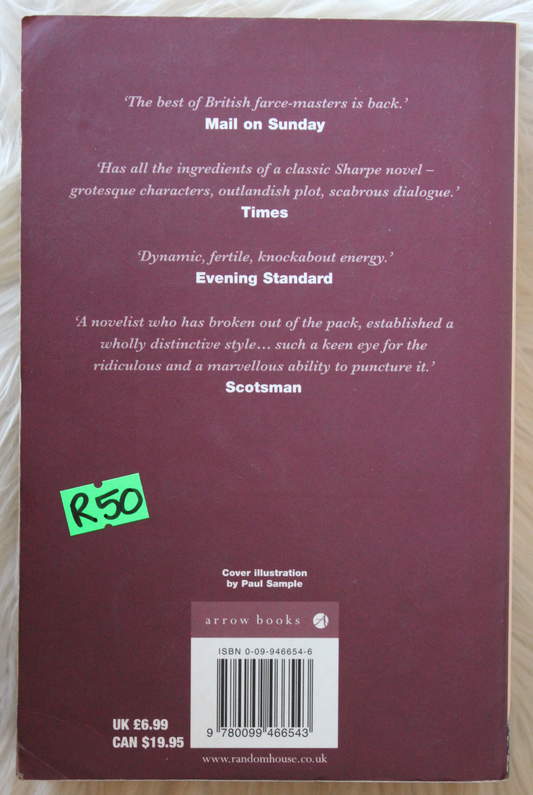 ‘The best of British farce-masters is back.’
Mail on Sunday
‘Has all the ingredients of a classic Sharpe novel –
grotesque characters, outlandish plot, scabrous dialogue.’
Times
‘Dynamic, fertile, knockabout energy.’
Evening Standard
‘A novelist who has broken out of the pack, established a
wholly distinctive style... such a keen eye for the
ridiculous and a marvellous ability to puncture it.’
Scotsman
R50
Cover illustration
by Paul Sample
arrow books A
ISBN 0-09-946654-6
9 780099 466543
UK £6.99
CAN $19.95
www.randomhouse.co.uk